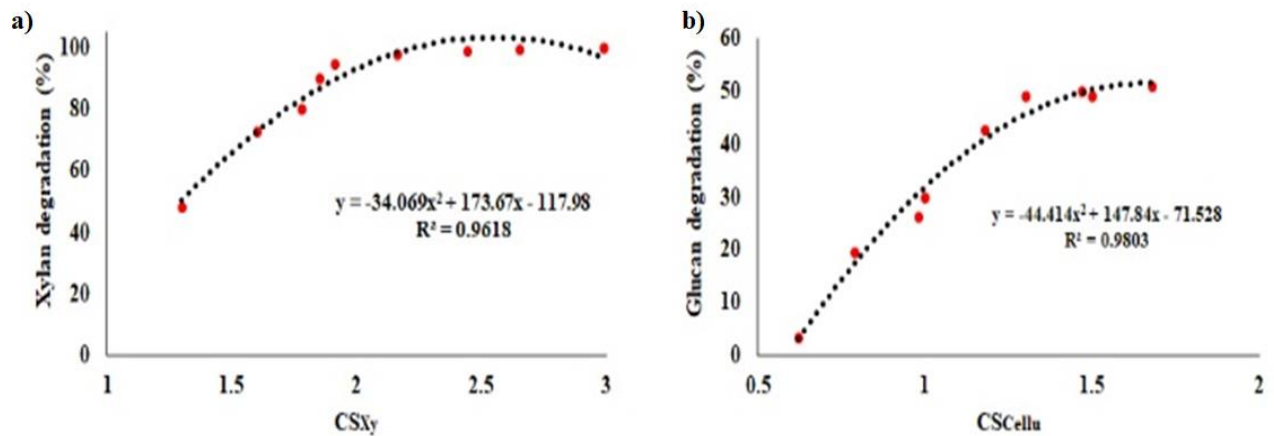 a)
Xylan degradation (%)
100
80
60
40
20
0
y = -34.069x² + 173.67x - 117.98
R² = 0.9618
1 1.5 2 2.5 3
CSXy
b)
Glucan degradation (%)
60
50
40
30
20
10
0
y = -44.414x² + 147.84x - 71.528
R² = 0.9803
0.5 1 1.5 2
CSCellu